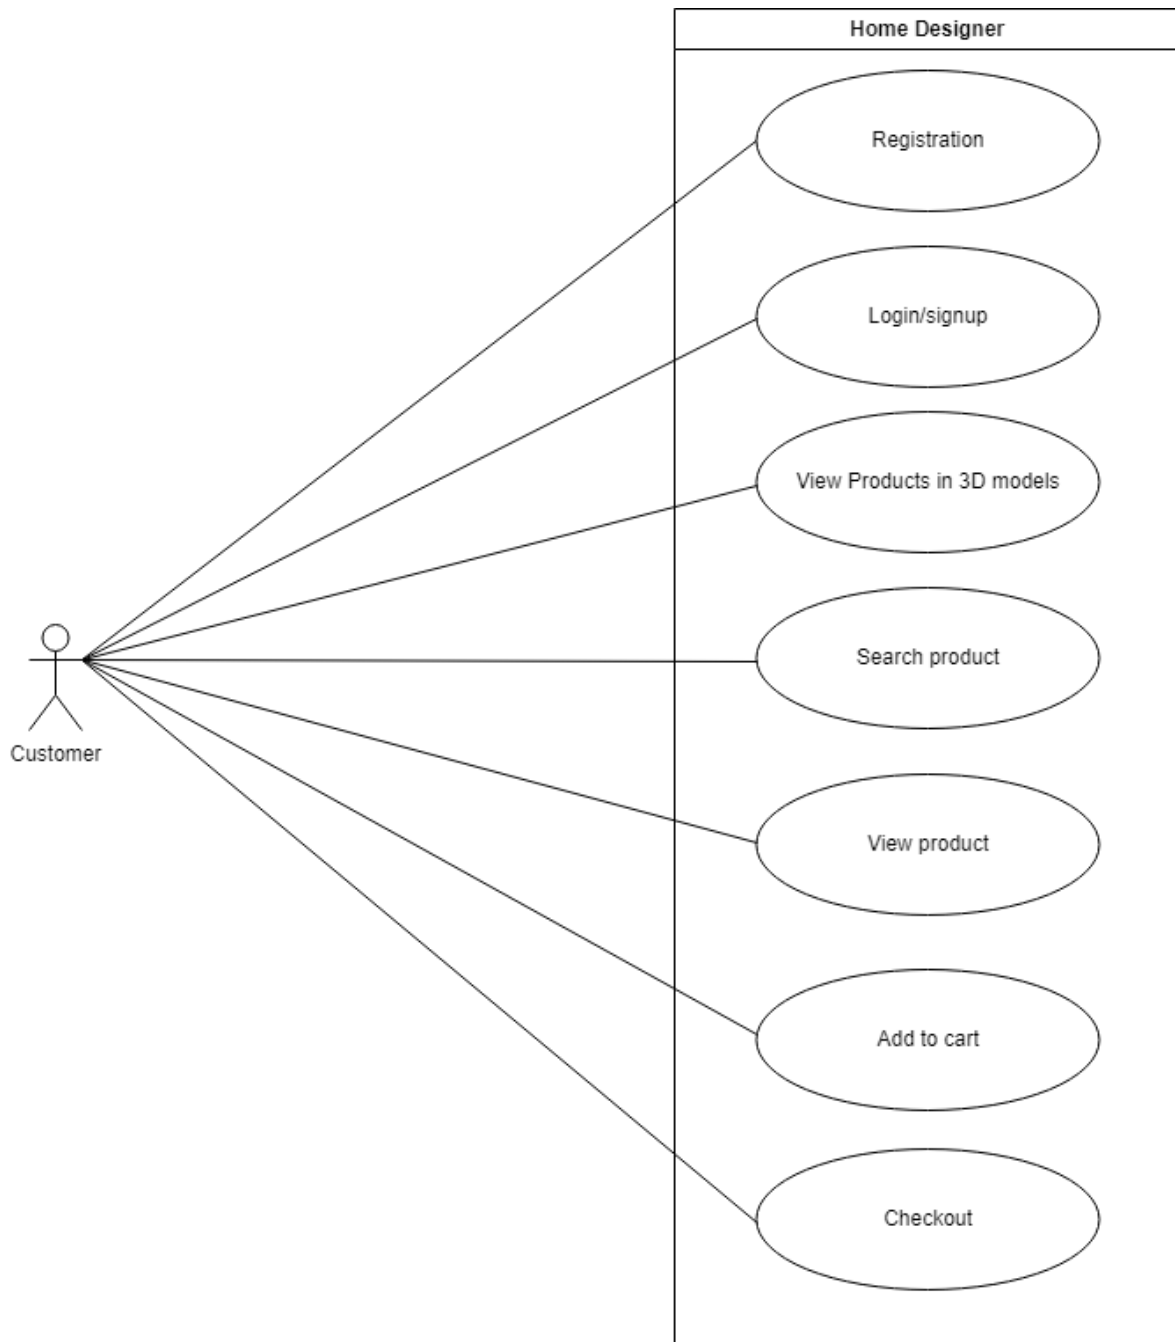 Home Designer
Registration
Login/signup
View Products in 3D models
Search product
Customer
View product
Add to cart
Checkout